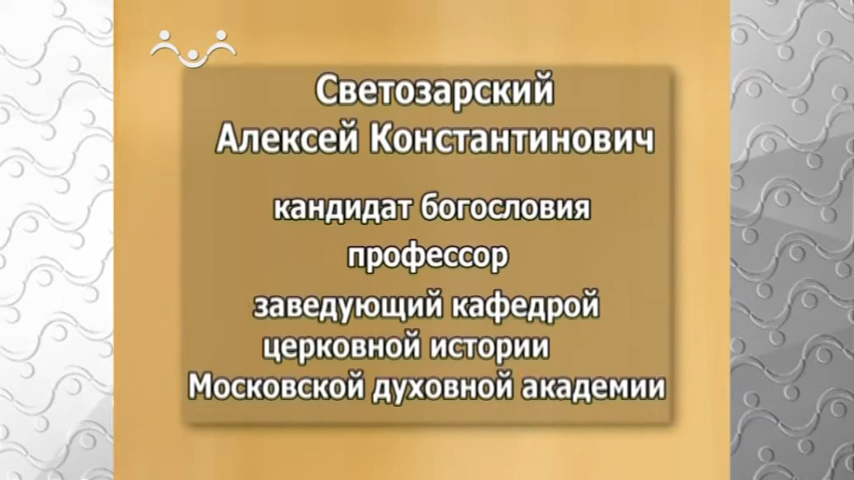 Светозарский
Алексей Константинович
кандидат богословия
профессор
заведующий кафедрой
церковной истории
Московской духовной академии